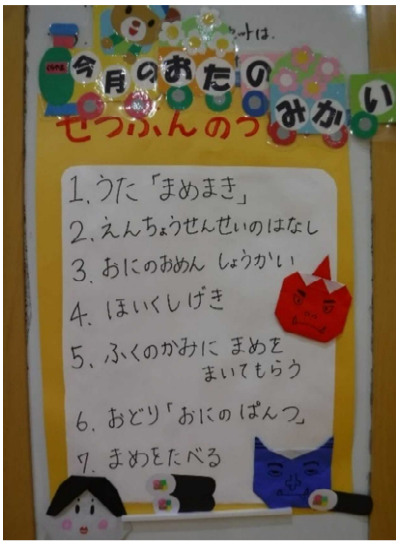 ットは、
今月のおたの
みかい
せつぶんのつ
1. うた「まめまき」
2. えんちょうせんせいのはなし
3. おにのおめん しょうかい
4. ほいくしげき
5. ふくのかみに まめを
まいてもらう
6. おどり「おにのぱんつ」
7. まめをたべる